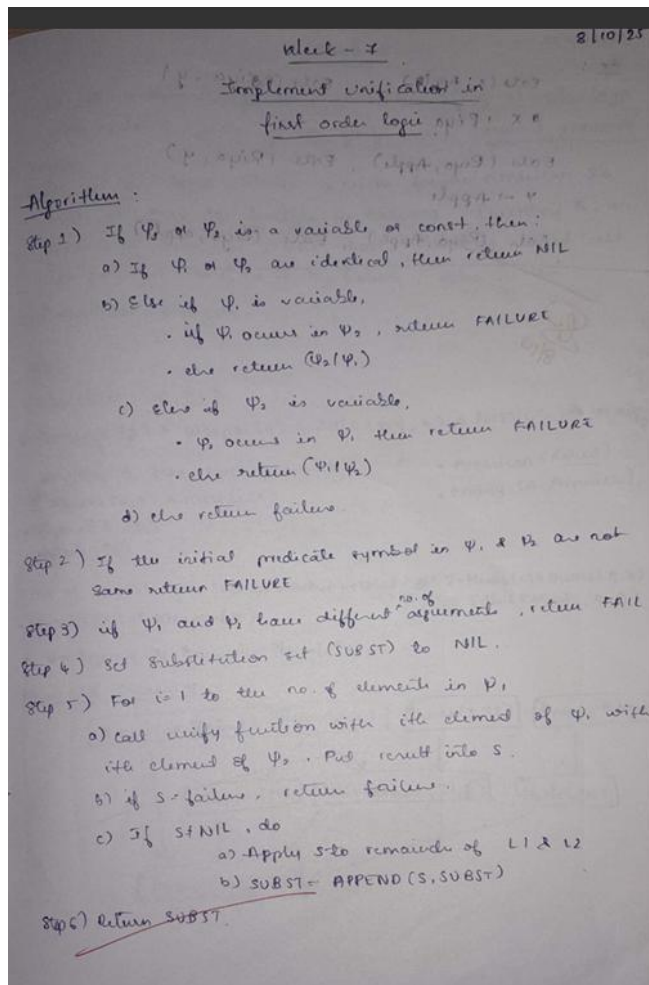 8/10/25
Week - 7
Implement unification in
first order logic
Algorithm :
Step 1) If Ψ1 or Ψ2 is a variable or const, then :
a) If Ψ1 or Ψ2 are identical, then return NIL
b) Else if Ψ1 is variable,
· if Ψ1 occurs in Ψ2, return FAILURE
· else return (Ψ2/Ψ1)
c) Else if Ψ2 is variable,
· Ψ2 occurs in Ψ1 then return FAILURE
· else return (Ψ1/Ψ2)
d) else return failure
Step 2) If the initial predicate symbol in Ψ1 & Ψ2 are not
same return FAILURE
Step 3) if Ψ1 and Ψ2 have different no. of arguments, return FAIL
Step 4) Set substitution set (SUBST) to NIL.
Step 5) For i=1 to the no. of elements in Ψ1
a) call unify function with ith element of Ψ1 with
ith element of Ψ2. Put result into S.
b) if S = failure, return failure.
c) If S≠NIL, do
a) Apply S to remainder of L1 & L2
b) SUBST = APPEND (S, SUBST)
Step 6) Return SUBST.